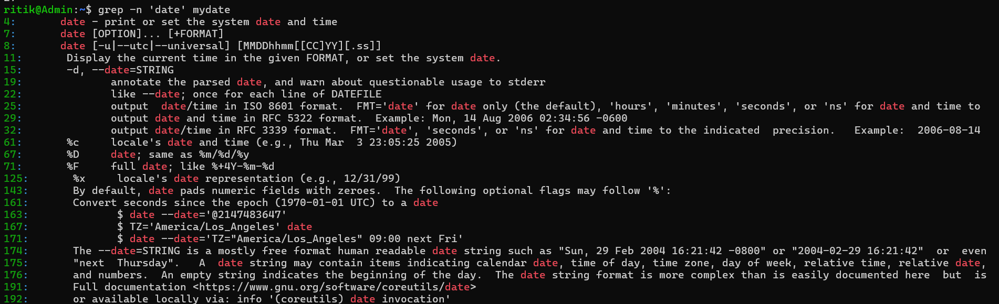 ritik@Admin:~$ grep -n 'date' mydate
4:       date - print or set the system date and time
7:       date [OPTION]... [+FORMAT]
8:       date [-u|--utc|--universal] [MMDDhhmm[[CC]YY][.ss]]
11:       Display the current time in the given FORMAT, or set the system date.
15:       -d, --date=STRING
19:              annotate the parsed date, and warn about questionable usage to stderr
22:              like --date; once for each line of DATEFILE
25:              output  date/time in ISO 8601 format.  FMT='date' for date only (the default), 'hours', 'minutes', 'seconds', or 'ns' for date and time to
29:              output date and time in RFC 5322 format.  Example: Mon, 14 Aug 2006 02:34:56 -0600
32:              output date/time in RFC 3339 format.  FMT='date', 'seconds', or 'ns' for date and time to the indicated  precision.   Example:  2006-08-14
61:       %c     locale's date and time (e.g., Thu Mar  3 23:05:25 2005)
67:       %D     date; same as %m/%d/%y
71:       %F     full date; like %+4Y-%m-%d
125:       %x     locale's date representation (e.g., 12/31/99)
143:       By default, date pads numeric fields with zeroes.  The following optional flags may follow '%':
161:       Convert seconds since the epoch (1970-01-01 UTC) to a date
163:              $ date --date='@2147483647'
167:              $ TZ='America/Los_Angeles' date
171:              $ date --date='TZ="America/Los_Angeles" 09:00 next Fri'
174:       The --date=STRING is a mostly free format human readable date string such as "Sun, 29 Feb 2004 16:21:42 -0800" or "2004-02-29 16:21:42"  or  even
175:       "next  Thursday".   A  date string may contain items indicating calendar date, time of day, time zone, day of week, relative time, relative date,
176:       and numbers.  An empty string indicates the beginning of the day.  The date string format is more complex than is easily documented here  but  is
191:       Full documentation <https://www.gnu.org/software/coreutils/date>
192:       or available locally via: info '(coreutils) date invocation'